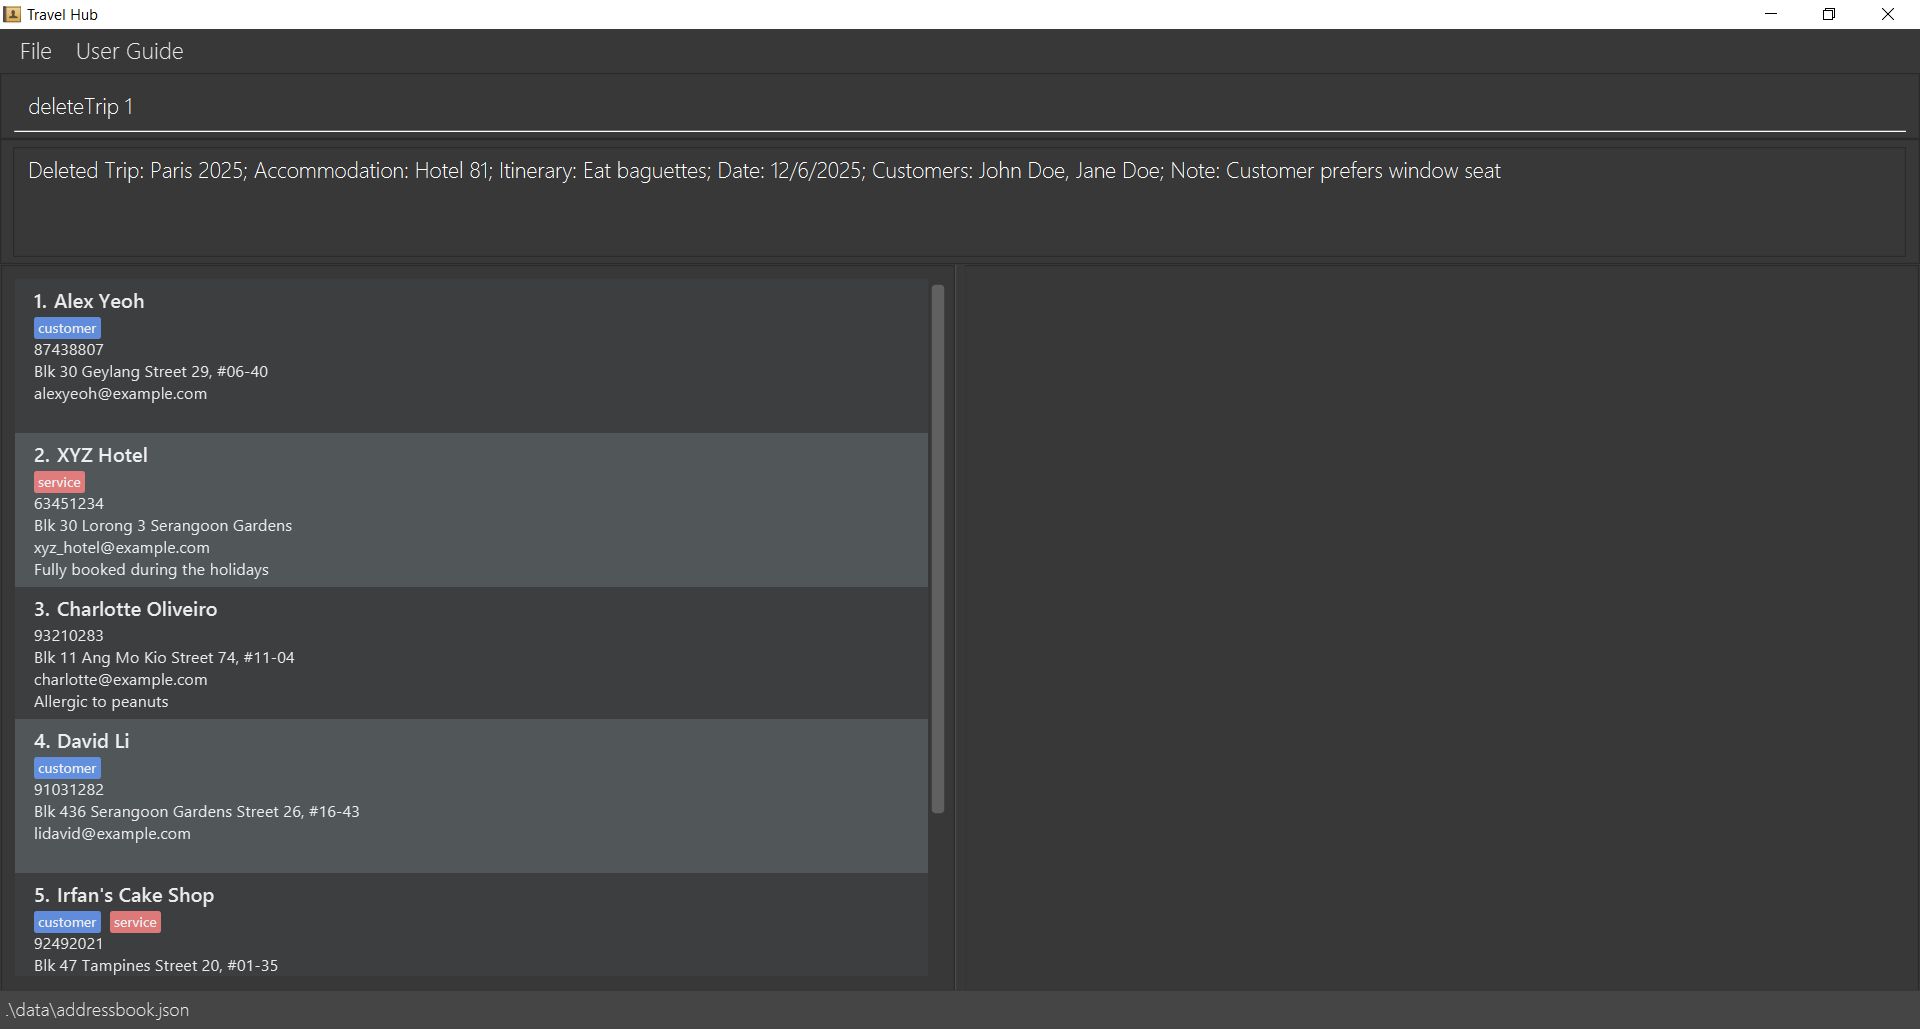 Travel Hub
File User Guide
deleteTrip 1
Deleted Trip: Paris 2025; Accommodation: Hotel 81; Itinerary: Eat baguettes; Date: 12/6/2025; Customers: John Doe, Jane Doe; Note: Customer prefers window seat
1. Alex Yeoh
customer
87438807
Blk 30 Geylang Street 29, #06-40
alexyeoh@example.com
2. XYZ Hotel
service
63451234
Blk 30 Lorong 3 Serangoon Gardens
xyz_hotel@example.com
Fully booked during the holidays
3. Charlotte Oliveiro
93210283
Blk 11 Ang Mo Kio Street 74, #11-04
charlotte@example.com
Allergic to peanuts
4. David Li
customer
91031282
Blk 436 Serangoon Gardens Street 26, #16-43
lidavid@example.com
5. Irfan's Cake Shop
customer service
92492021
Blk 47 Tampines Street 20, #01-35
.\data\addressbook.json